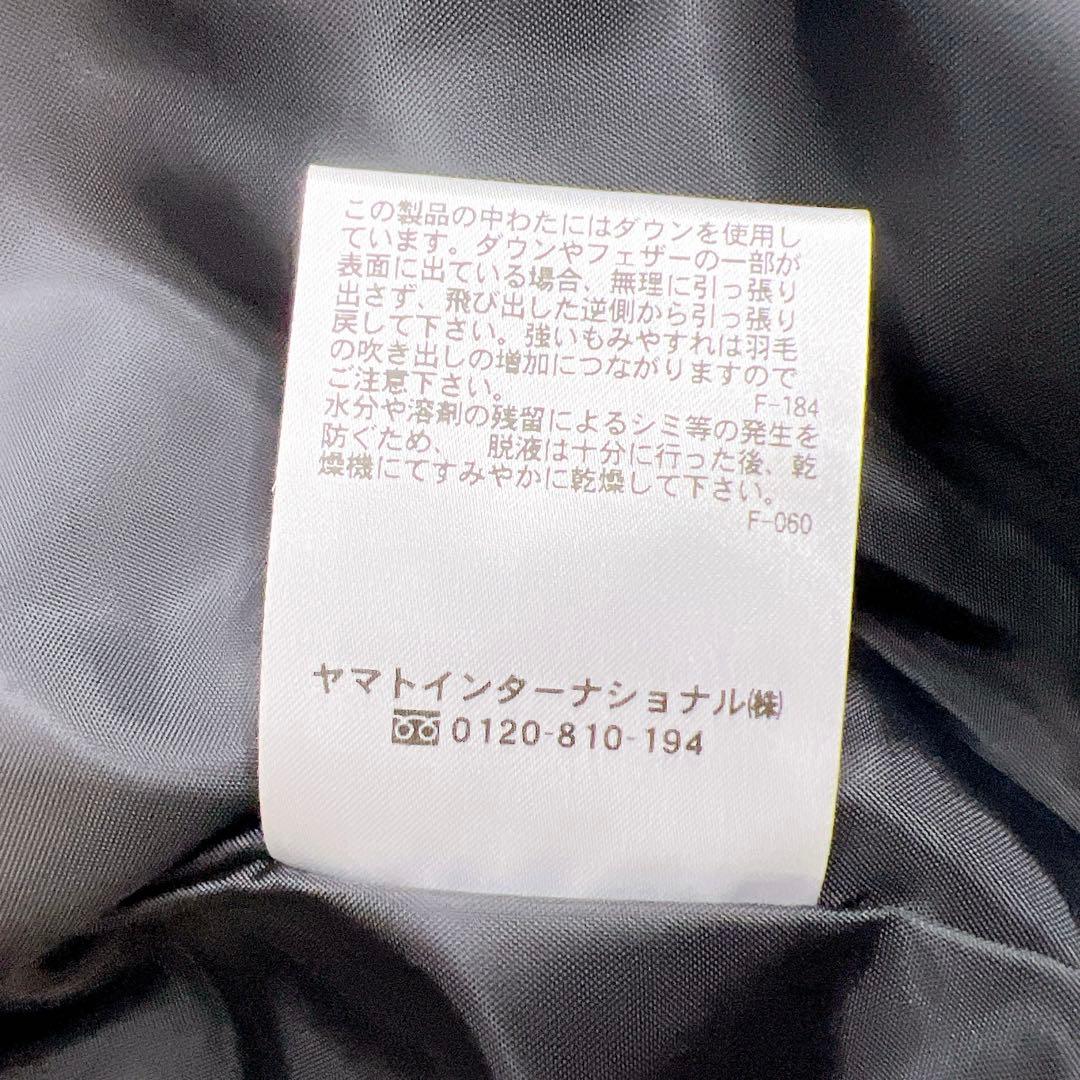 この製品の中わたにはダウンを使用し
ています。ダウンやフェザーの一部が
表面に出ている場合、無理に引っ張り
出さず、飛び出した逆側から引っ張り
戻して下さい。強いもみやすれは羽毛
の吹き出しの増加につながりますので
ご注意下さい。
F-184
水分や溶剤の残留によるシミ等の発生を
防ぐため、 脱液は十分に行った後、乾
燥機にてすみやかに乾燥して下さい。
F-060
ヤマトインターナショナル㈱
0120-810-194